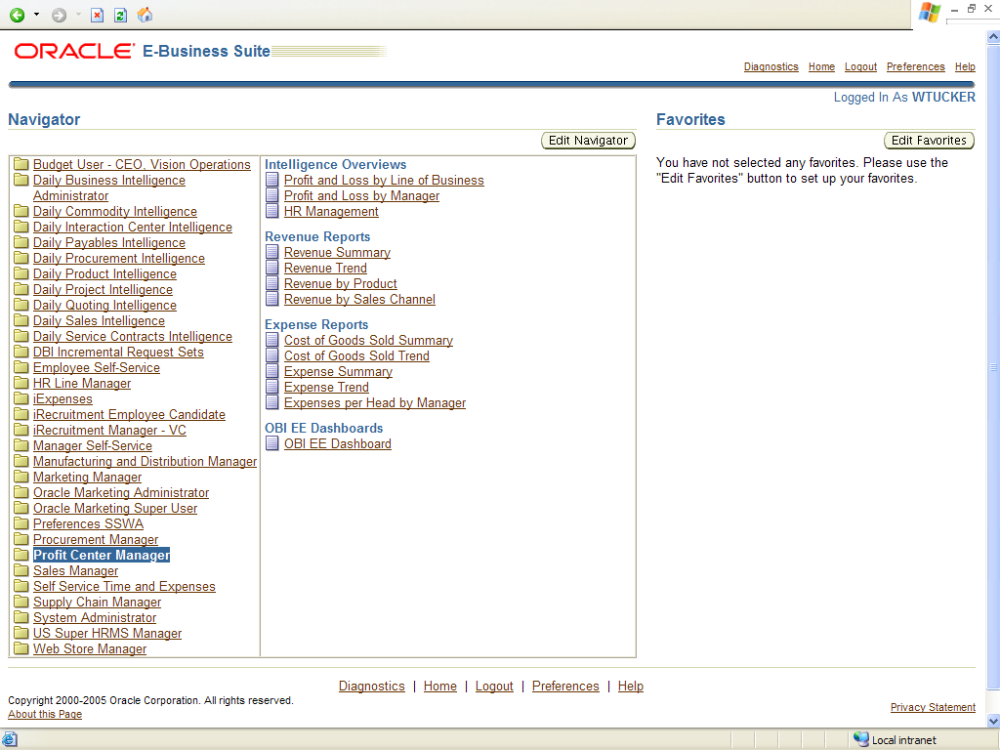 ORACLE E-Business Suite
Diagnostics Home Logout Preferences Help
Logged In As WTUCKER
Navigator
Edit Navigator
Budget User - CEO, Vision Operations
Daily Business Intelligence
Administrator
Daily Commodity Intelligence
Daily Interaction Center Intelligence
Daily Payables Intelligence
Daily Procurement Intelligence
Daily Product Intelligence
Daily Project Intelligence
Daily Quoting Intelligence
Daily Sales Intelligence
Daily Service Contracts Intelligence
DBI Incremental Request Sets
Employee Self-Service
HR Line Manager
iExpenses
iRecruitment Employee Candidate
iRecruitment Manager - VC
Manager Self-Service
Manufacturing and Distribution Manager
Marketing Manager
Oracle Marketing Administrator
Oracle Marketing Super User
Preferences SSWA
Procurement Manager
Profit Center Manager
Sales Manager
Self Service Time and Expenses
Supply Chain Manager
System Administrator
US Super HRMS Manager
Web Store Manager
Intelligence Overviews
Profit and Loss by Line of Business
Profit and Loss by Manager
HR Management
Revenue Reports
Revenue Summary
Revenue Trend
Revenue by Product
Revenue by Sales Channel
Expense Reports
Cost of Goods Sold Summary
Cost of Goods Sold Trend
Expense Summary
Expense Trend
Expenses per Head by Manager
OBI EE Dashboards
OBI EE Dashboard
Favorites
Edit Favorites
You have not selected any favorites. Please use the
"Edit Favorites" button to set up your favorites.
Diagnostics | Home | Logout | Preferences | Help
Copyright 2000-2005 Oracle Corporation. All rights reserved.
About this Page
Privacy Statement
Local intranet